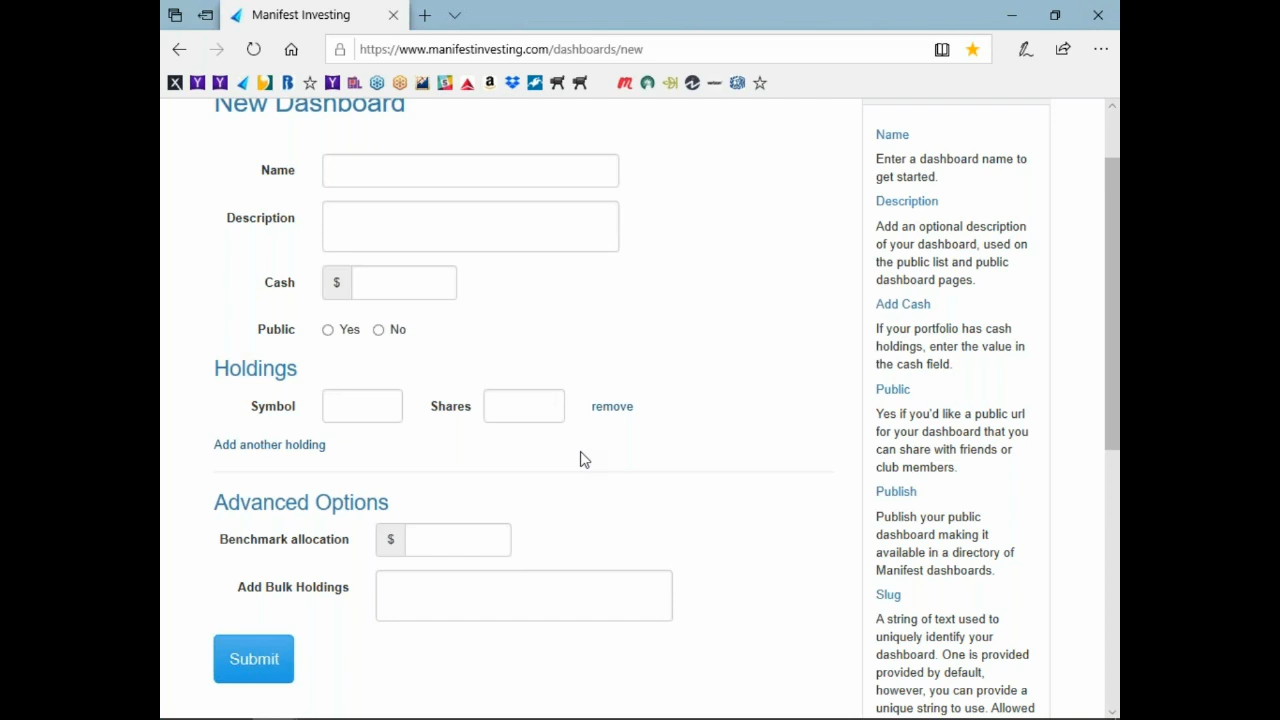 Manifest Investing
https://www.manifestinvesting.com/dashboards/new
New Dashboard
Name
Description
Cash $
Public Yes No
Holdings
Symbol Shares remove
Add another holding
Advanced Options
Benchmark allocation $
Add Bulk Holdings
Submit
Name
Enter a dashboard name to
get started.
Description
Add an optional description
of your dashboard, used on
the public list and public
dashboard pages.
Add Cash
If your portfolio has cash
holdings, enter the value in
the cash field.
Public
Yes if you'd like a public url
for your dashboard that you
can share with friends or
club members.
Publish
Publish your public
dashboard making it
available in a directory of
Manifest dashboards.
Slug
A string of text used to
uniquely identify your
dashboard. One is provided
provided by default,
however, you can provide a
unique string to use. Allowed